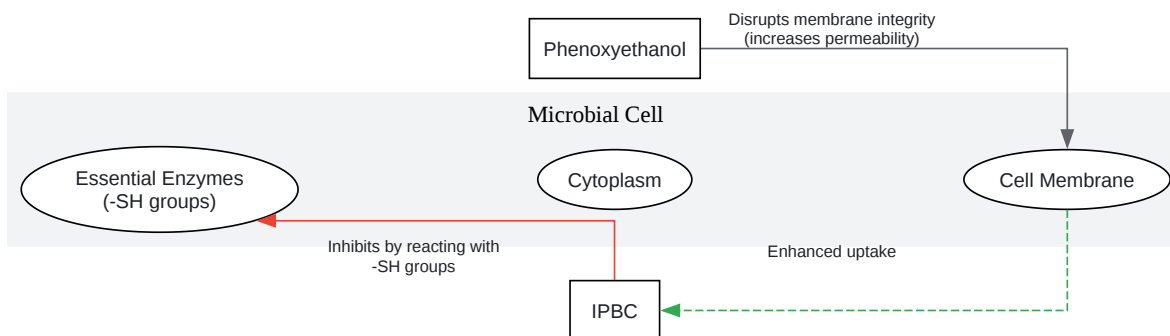 Disrupts membrane integrity
(increases permeability)
Phenoxyethanol
Microbial Cell
Essential Enzymes
(-SH groups)
Cytoplasm
Cell Membrane
Inhibits by reacting with
-SH groups
Enhanced uptake
IPBC